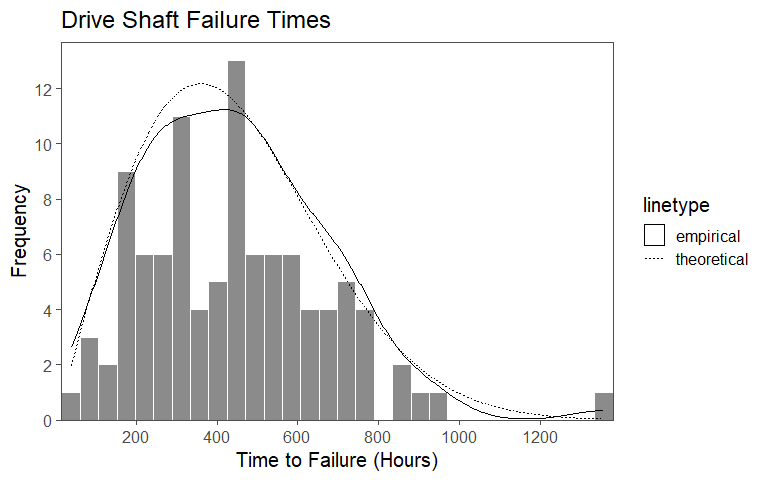 Drive Shaft Failure Times
12
10
8
6
4
2
0
Frequency
200 400 600 800 1000 1200
Time to Failure (Hours)
linetype
empirical
theoretical